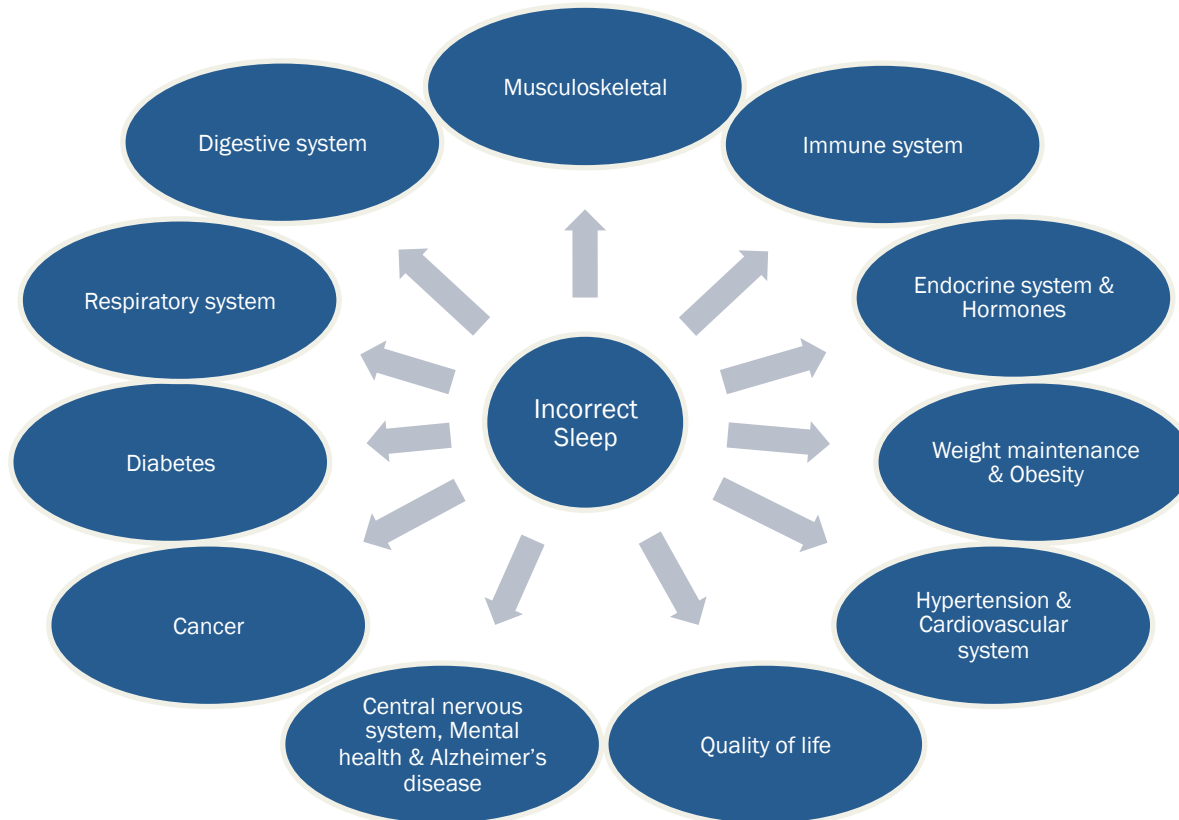 Musculoskeletal
Immune system
Endocrine system &
Hormones
Weight maintenance
& Obesity
Hypertension &
Cardiovascular
system
Quality of life
Central nervous
system, Mental
health & Alzheimer’s
disease
Cancer
Diabetes
Respiratory system
Digestive system
Incorrect
Sleep